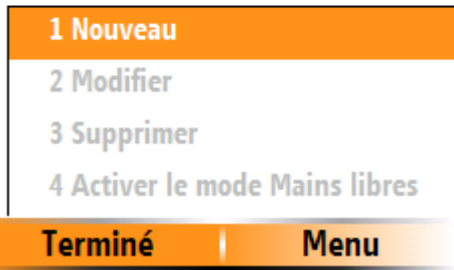 1 Nouveau
2 Modifier
3 Supprimer
4 Activer le mode Mains libres
Terminé Menu